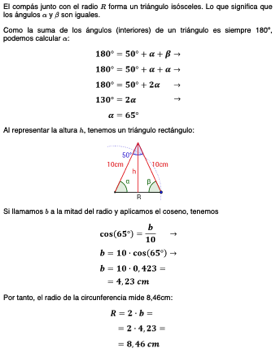 El compás junto con el radio R forma un triángulo isósceles. Lo que significa que
los ángulos α y β son iguales.
Como la suma de los ángulos (interiores) de un triángulo es siempre 180°,
podemos calcular α:
180° = 50° + α + β →
180° = 50° + α + α →
180° = 50° + 2α →
130° = 2α →
α = 65°
Al representar la altura h, tenemos un triángulo rectángulo:
50°
10cm
10cm
h
α
β
R
Si llamamos b a la mitad del radio y aplicamos el coseno, tenemos
cos(65°) = b/10 →
b = 10 · cos(65°) →
b = 10 · 0,423 =
= 4,23 cm
Por tanto, el radio de la circunferencia mide 8,46cm:
R = 2 · b =
= 2 · 4,23 =
= 8,46 cm